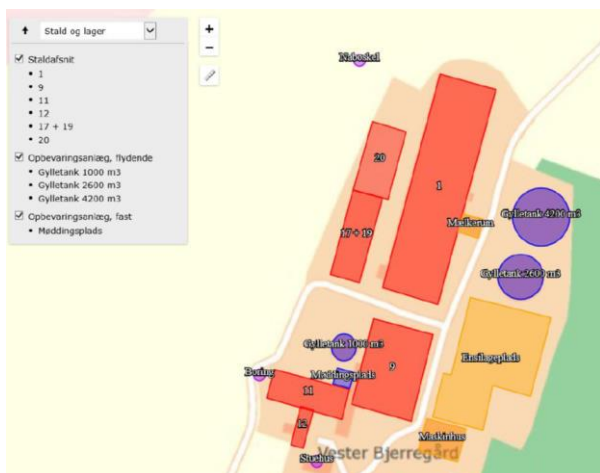 Stald og lager
+
−
Staldafsnit
• 1
• 9
• 11
• 12
• 17 + 19
• 20
Opbevaringsanlæg, flydende
• Gylletank 1000 m3
• Gylletank 2600 m3
• Gylletank 4200 m3
Opbevaringsanlæg, fast
• Møddingsplads
Naboskel
20
1
Gylletank 4200 m3
Mælkerum
17 + 19
Gylletank 2600 m3
Gylletank 1000 m3
Ensilageplads
Boring
Møddingsplads
9
11
12
Maskinhus
Vester Bjerregård
Stuehus